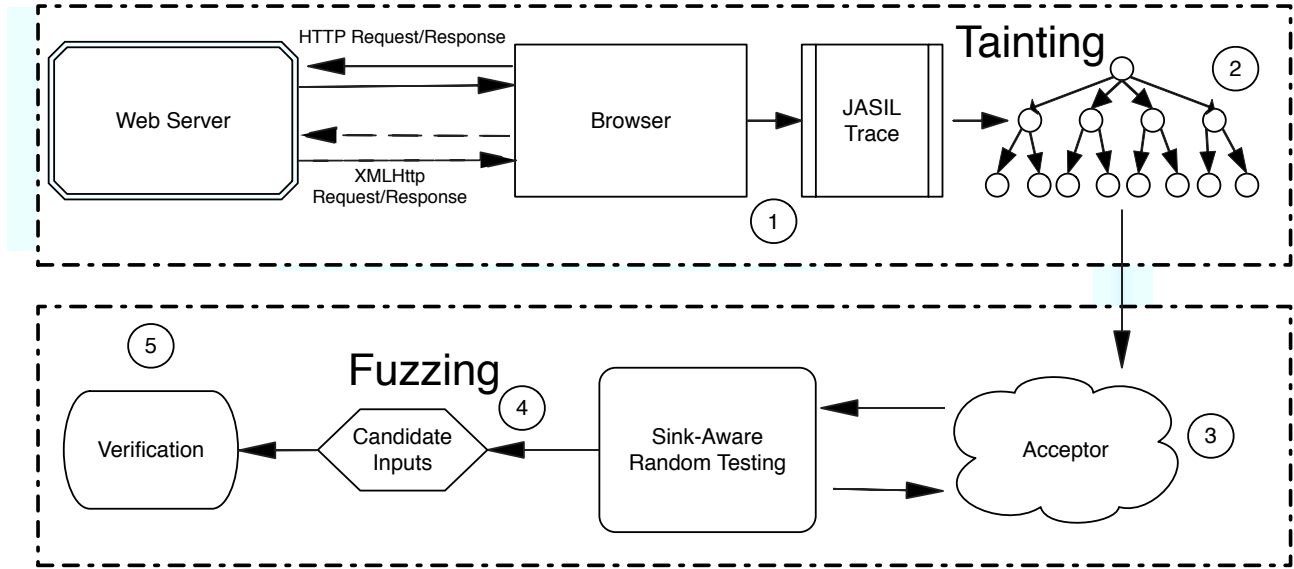 HTTP Request/Response
Tainting
2
Web Server
Browser
JASIL
Trace
XMLHttp
Request/Response
1
5
Fuzzing
4
Verification
Candidate
Inputs
Sink-Aware
Random Testing
Acceptor
3